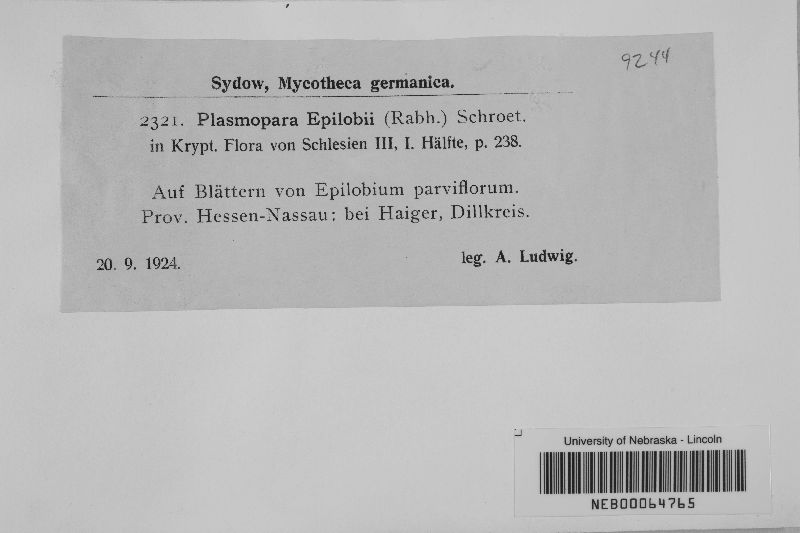 9244
Sydow, Mycotheca germanica.
2321. Plasmopara Epilobii (Rabh.) Schroet.
in Krypt. Flora von Schlesien III, I. Hälfte, p. 238.
Auf Blättern von Epilobium parviflorum.
Prov. Hessen-Nassau: bei Haiger, Dillkreis.
20. 9. 1924.
leg. A. Ludwig.
University of Nebraska - Lincoln
NEB00064765